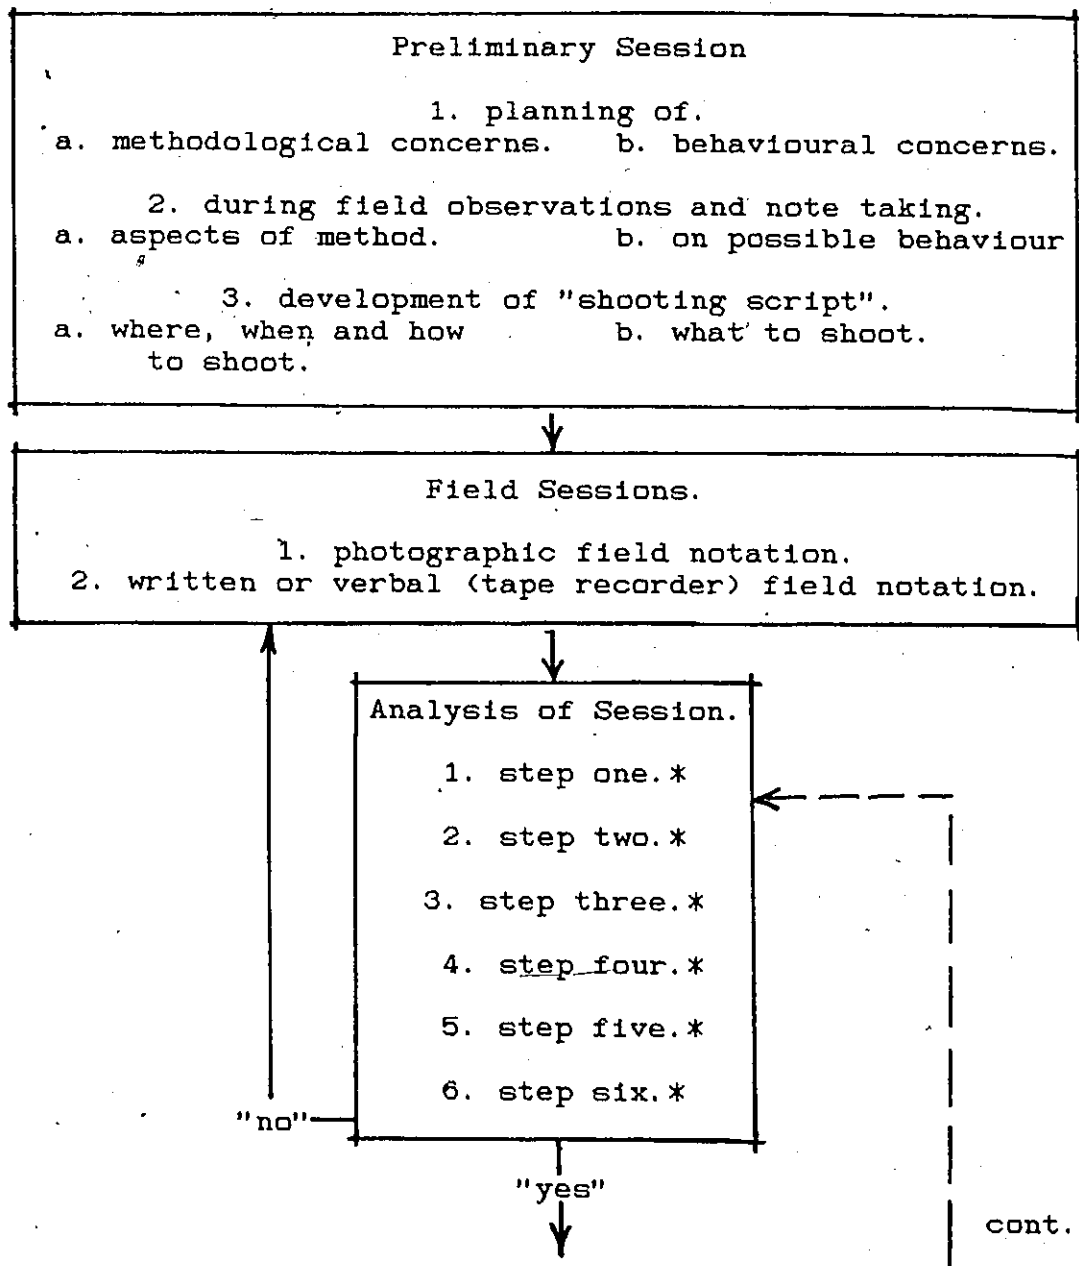 Preliminary Session
1. planning of.
a. methodological concerns. b. behavioural concerns.
2. during field observations and note taking.
a. aspects of method. b. on possible behaviour
3. development of "shooting script".
a. where, when and how b. what to shoot.
to shoot.
Field Sessions.
1. photographic field notation.
2. written or verbal (tape recorder) field notation.
Analysis of Session.
1. step one.*
2. step two.*
3. step three.*
4. step four.*
5. step five.*
6. step six.*
"no"
"yes"
cont.